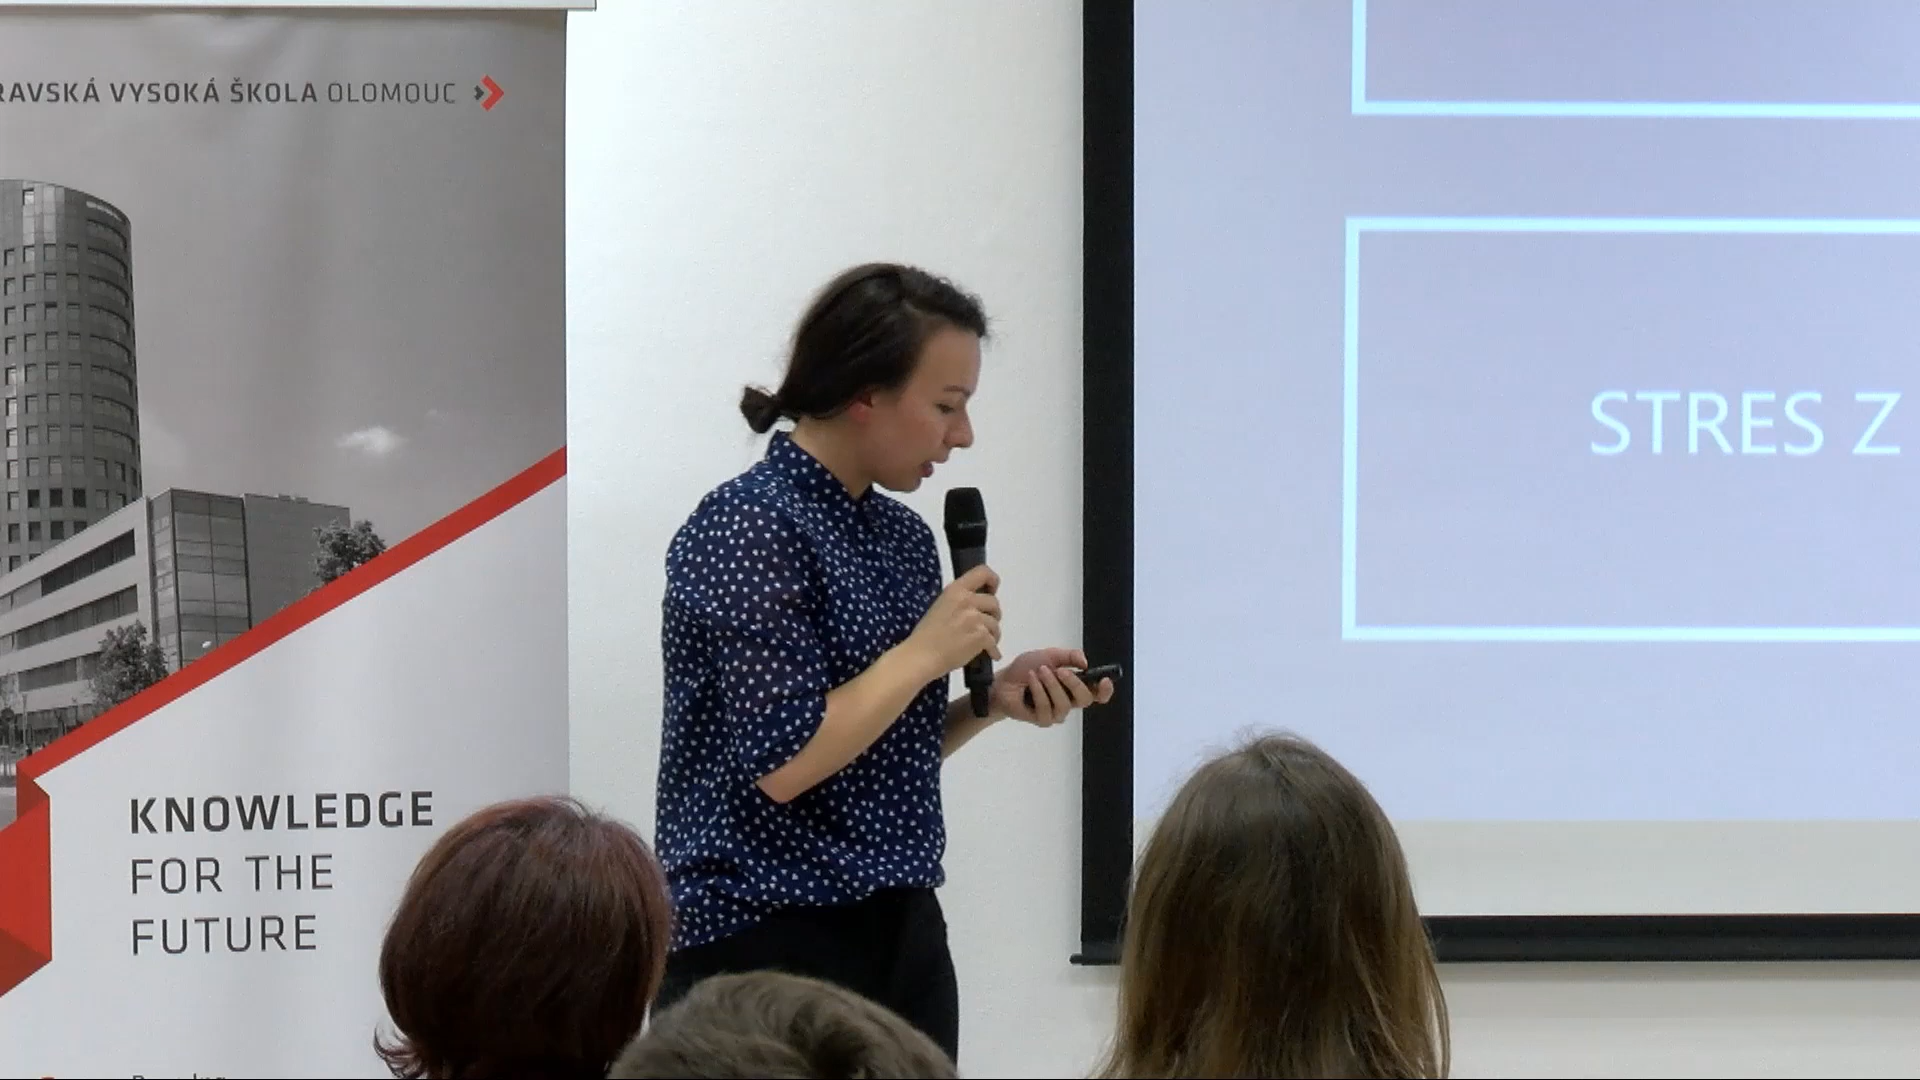 RAVSKÁ VYSOKÁ ŠKOLA OLOMOUC
STRES Z
KNOWLEDGE
FOR THE
FUTURE